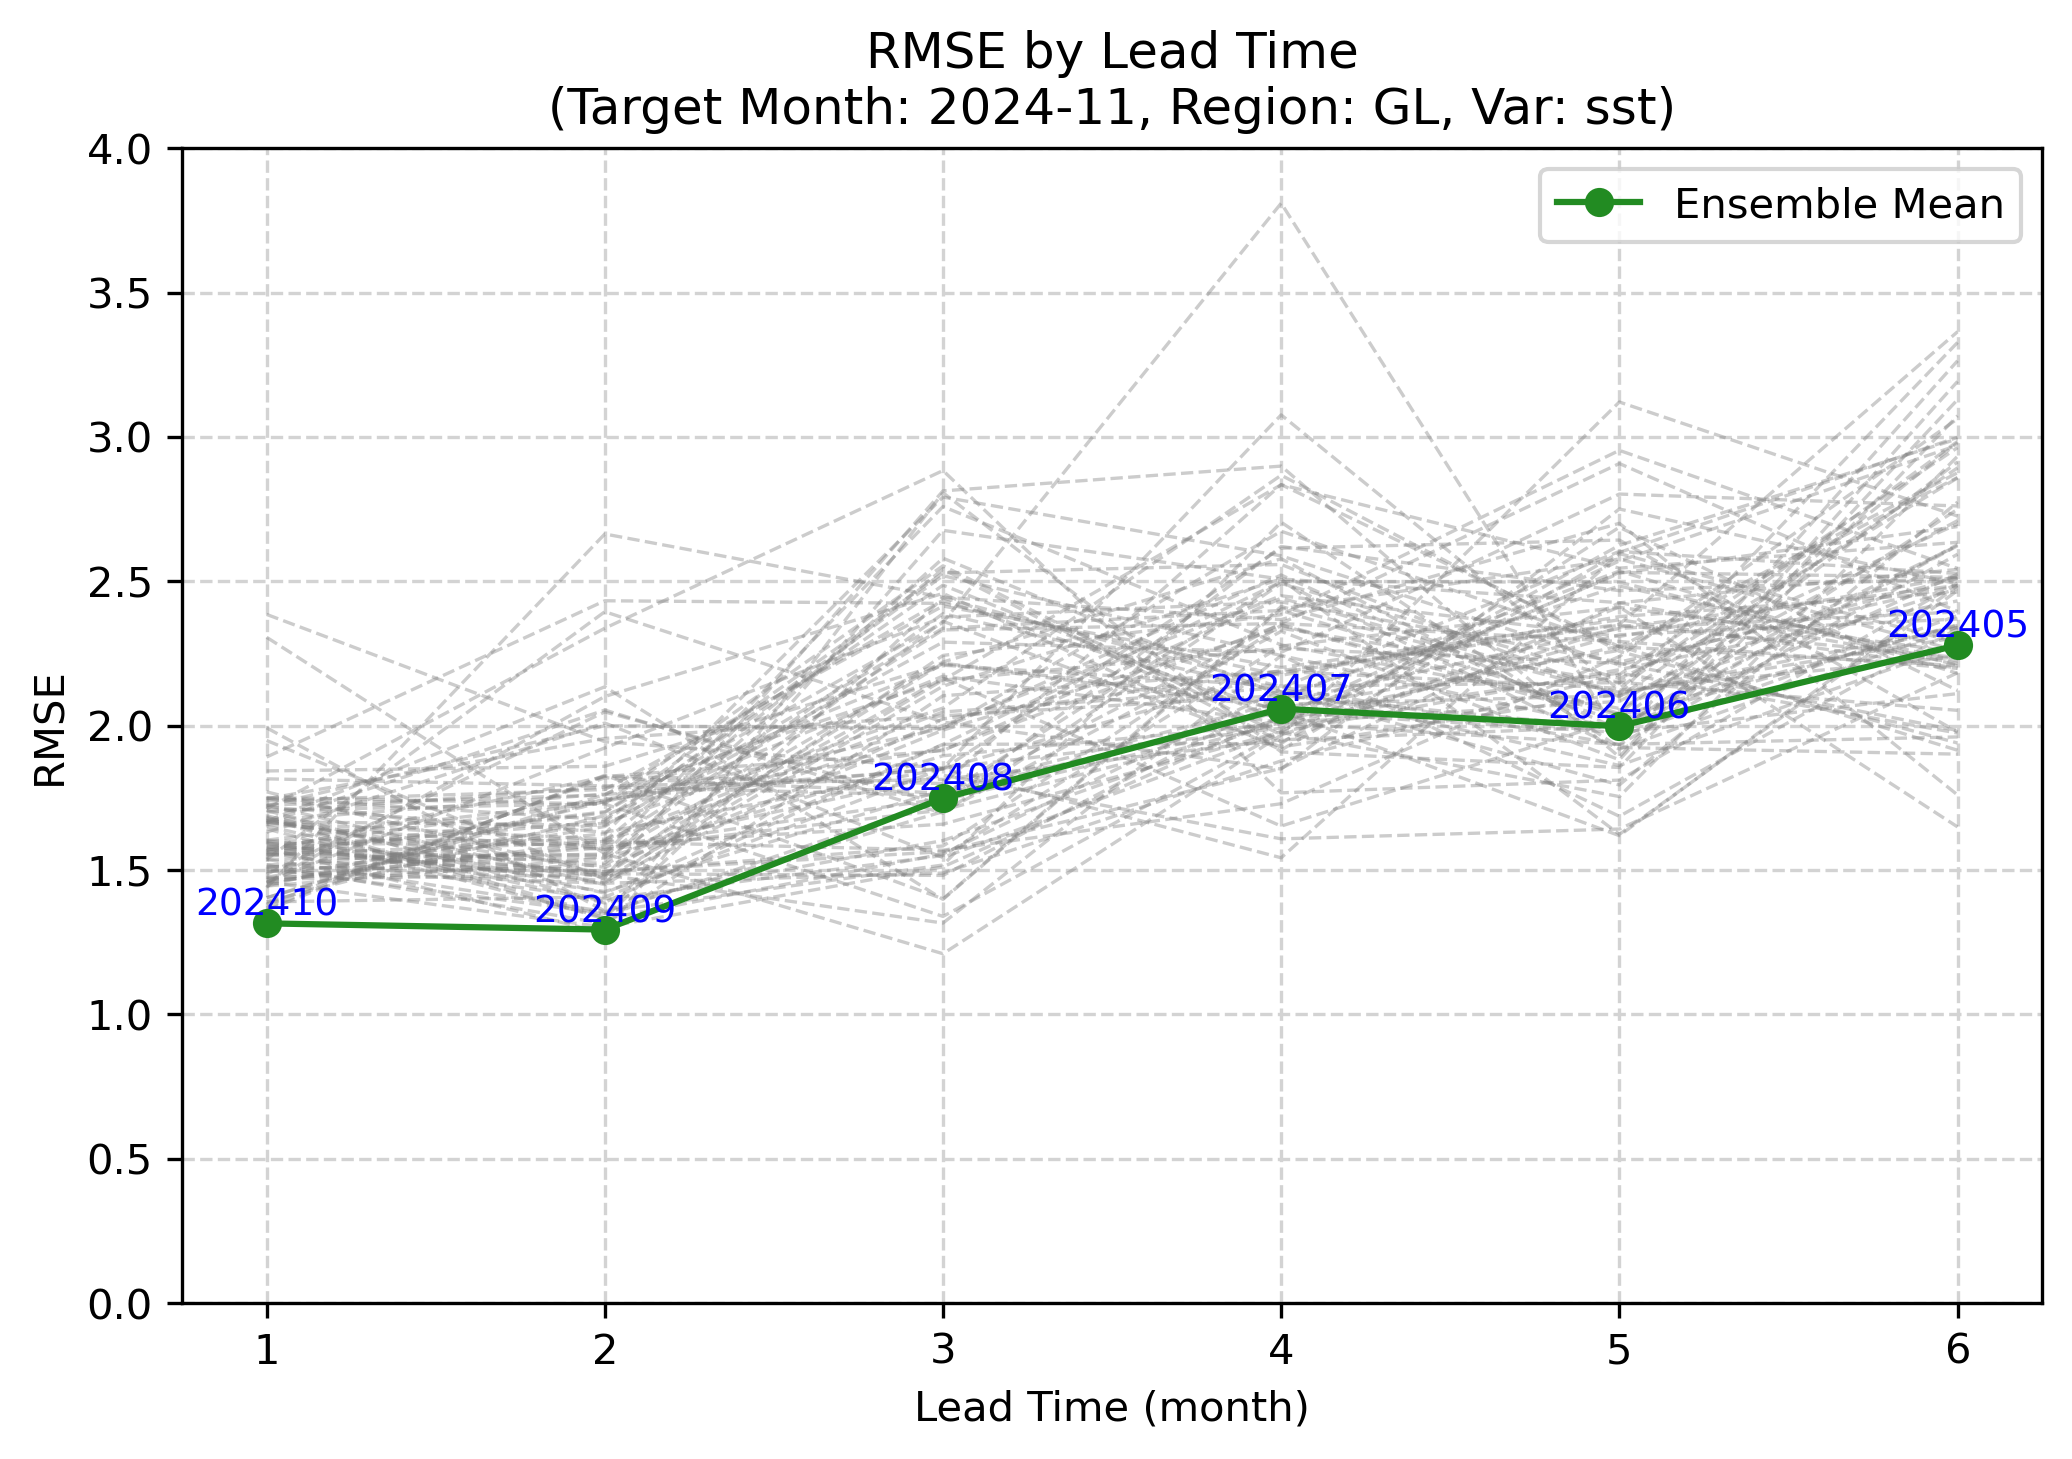 RMSE by Lead Time
(Target Month: 2024-11, Region: GL, Var: sst)
Ensemble Mean
RMSE
4.0
3.5
3.0
2.5
2.0
1.5
1.0
0.5
0.0
202410
202409
202408
202407
202406
202405
1 2 3 4 5 6
Lead Time (month)